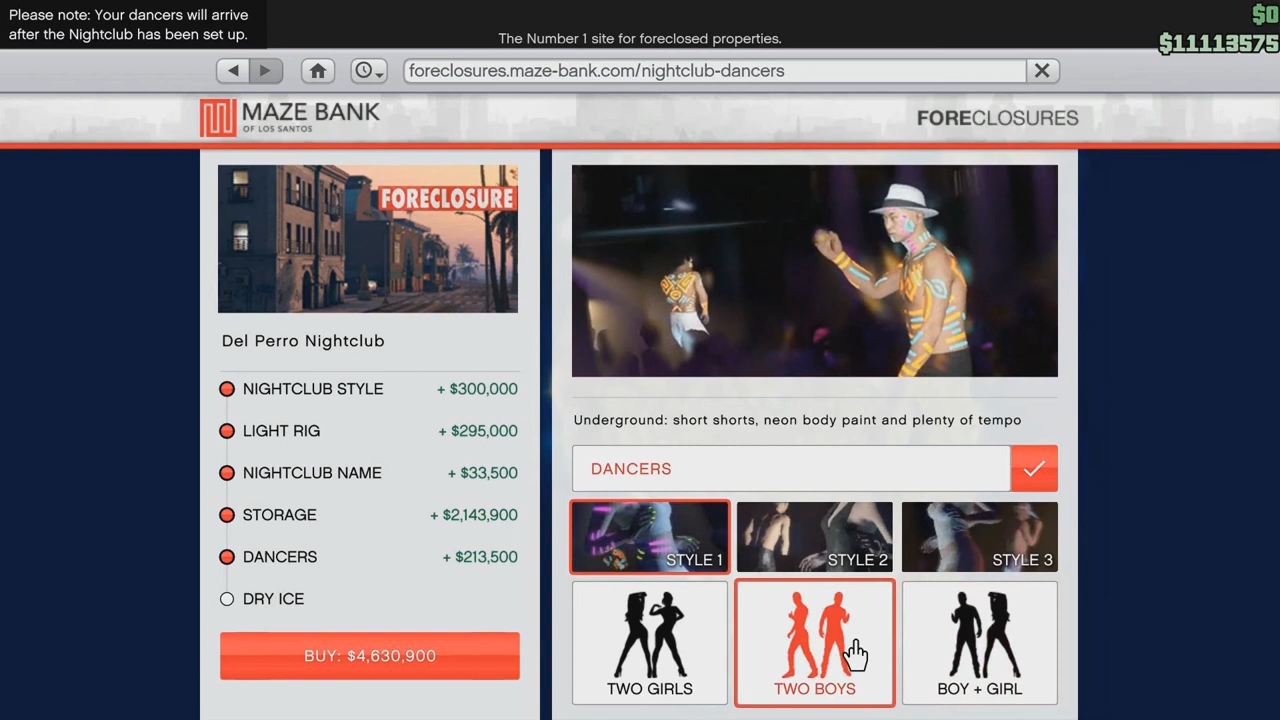 Please note: Your dancers will arrive
after the Nightclub has been set up.
The Number 1 site for foreclosed properties.
$0
$11113575
foreclosures.maze-bank.com/nightclub-dancers
MAZE BANK
OF LOS SANTOS
FORECLOSURES
FORECLOSURE
Del Perro Nightclub
NIGHTCLUB STYLE + $300,000
LIGHT RIG + $295,000
NIGHTCLUB NAME + $33,500
STORAGE + $2,143,900
DANCERS + $213,500
DRY ICE
BUY: $4,630,900
Underground: short shorts, neon body paint and plenty of tempo
DANCERS
STYLE 1
STYLE 2
STYLE 3
TWO GIRLS
TWO BOYS
BOY + GIRL